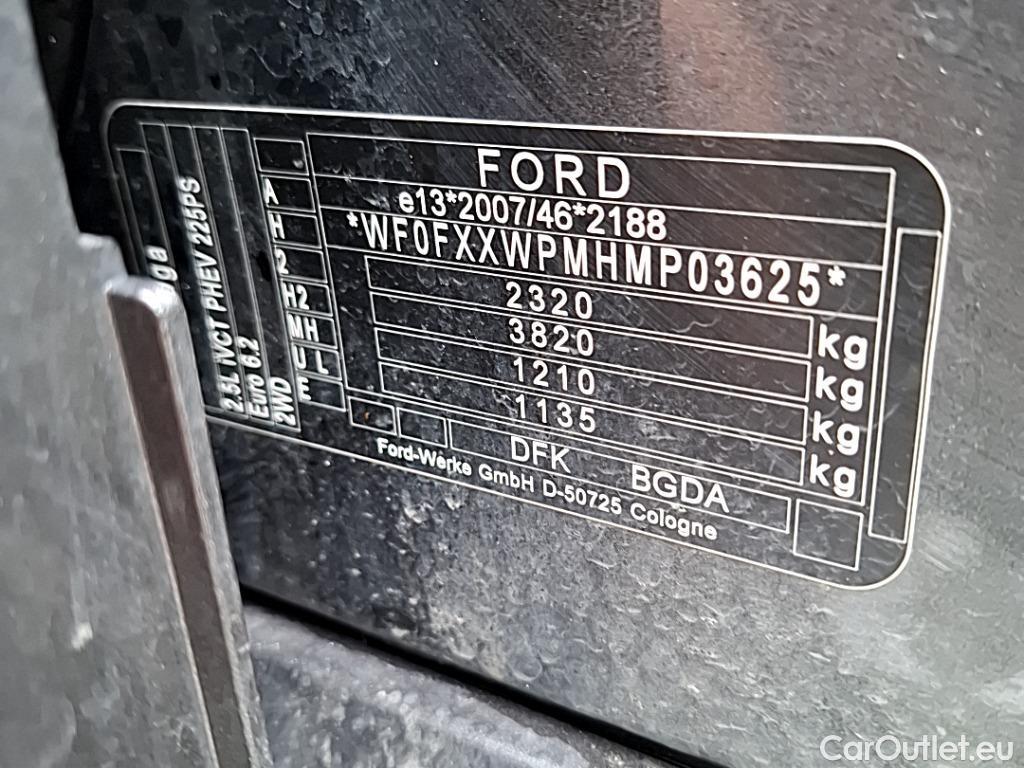 FORD
e13*2007/46*2188
*WF0FXXWPMHMP03625*
2320 kg
3820 kg
1210 kg
1135 kg
DFK BGDA
Ford-Werke GmbH D-50725 Cologne
A
H
2
H2
MH
U L
E
2.5L iVCT PHEV 225PS
Euro 6.2
2WD
CarOutlet.eu